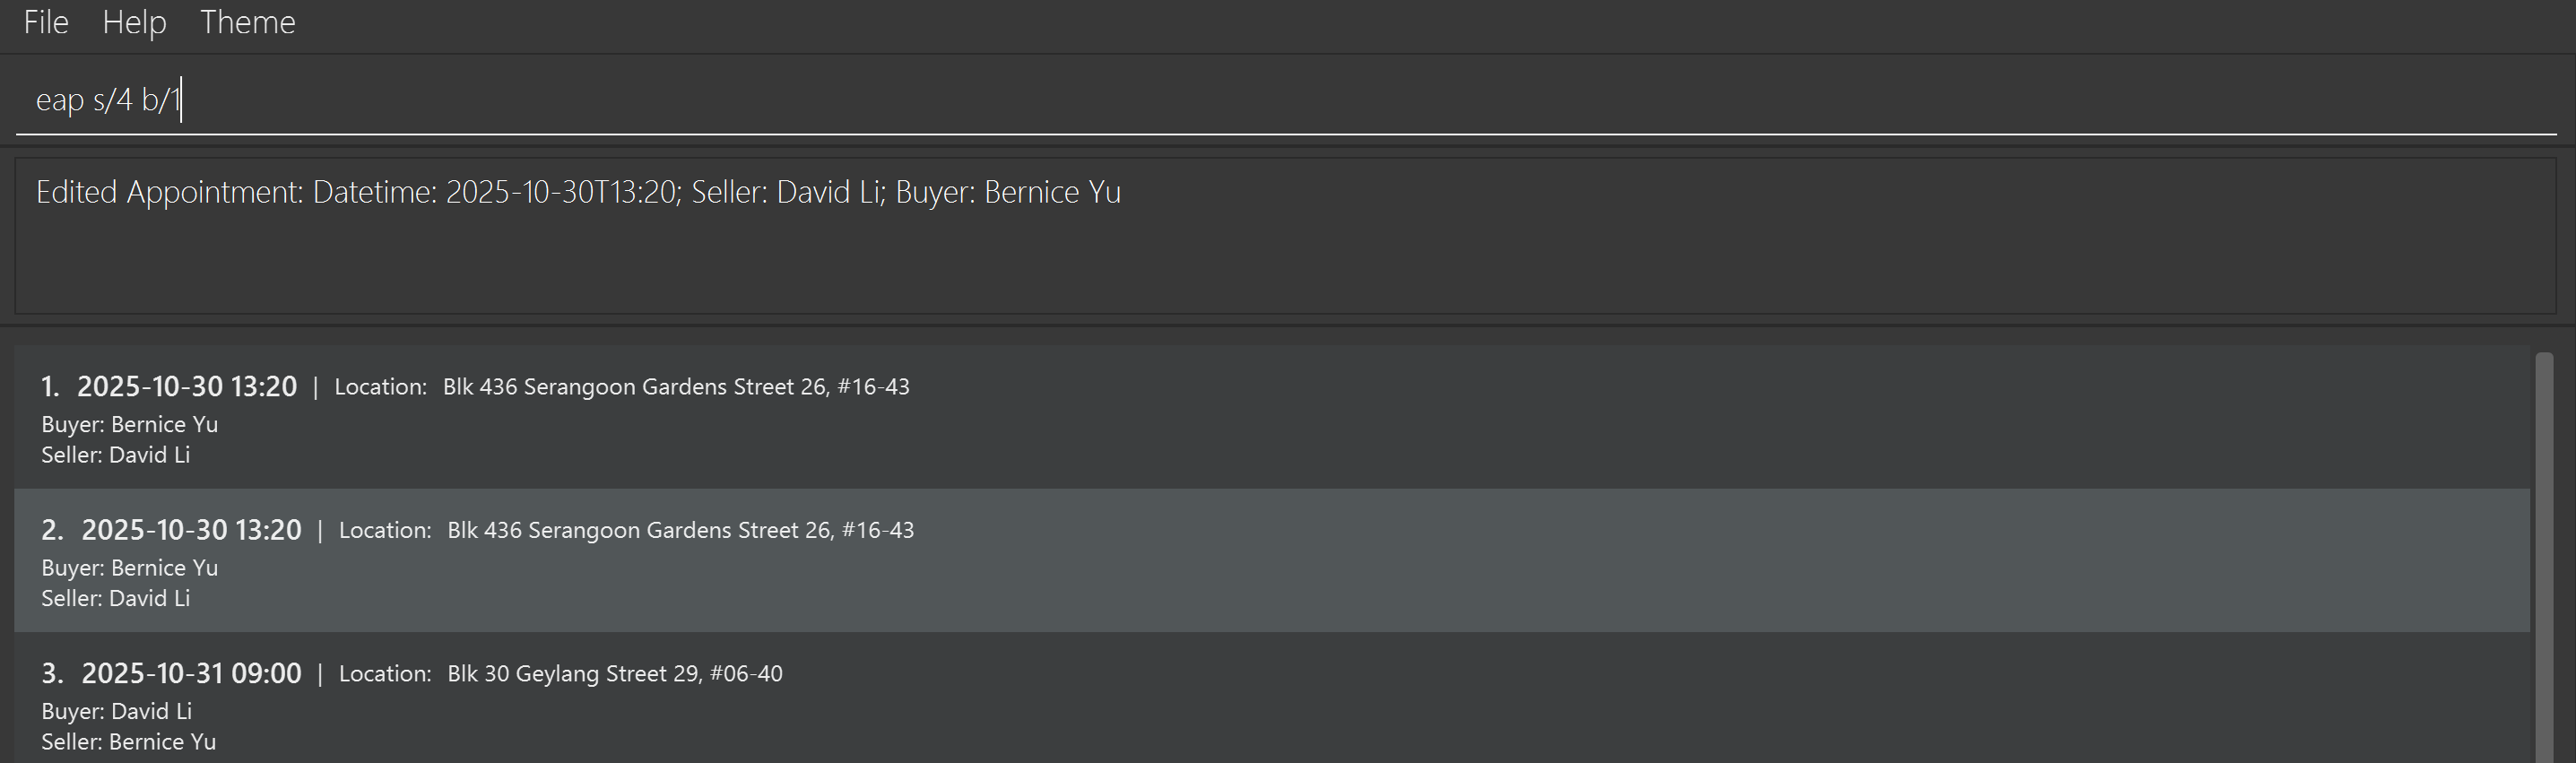 File Help Theme
eap s/4 b/1
Edited Appointment: Datetime: 2025-10-30T13:20; Seller: David Li; Buyer: Bernice Yu
1. 2025-10-30 13:20 | Location: Blk 436 Serangoon Gardens Street 26, #16-43
Buyer: Bernice Yu
Seller: David Li
2. 2025-10-30 13:20 | Location: Blk 436 Serangoon Gardens Street 26, #16-43
Buyer: Bernice Yu
Seller: David Li
3. 2025-10-31 09:00 | Location: Blk 30 Geylang Street 29, #06-40
Buyer: David Li
Seller: Bernice Yu